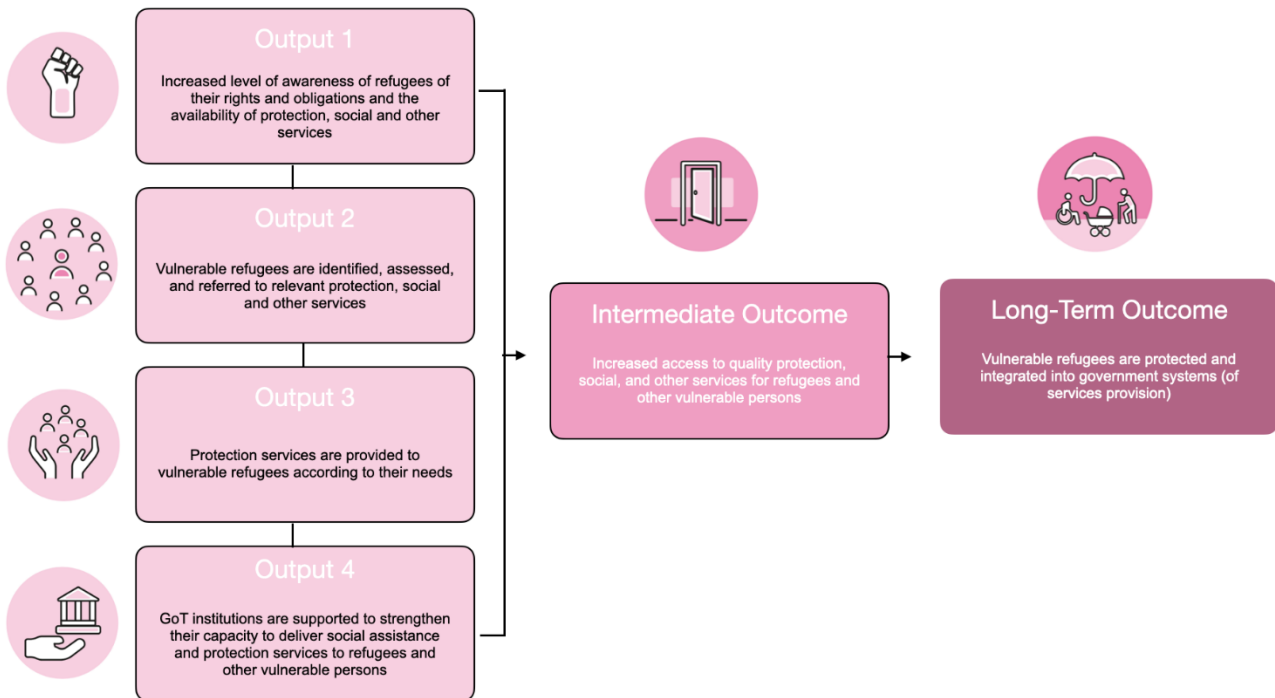 Output 1
Increased level of awareness of refugees of
their rights and obligations and the
availability of protection, social and other
services
Output 2
Vulnerable refugees are identified, assessed,
and referred to relevant protection, social
and other services
Output 3
Protection services are provided to
vulnerable refugees according to their needs
Output 4
GoT institutions are supported to strengthen
their capacity to deliver social assistance
and protection services to refugees and
other vulnerable persons
Intermediate Outcome
Increased access to quality protection,
social, and other services for refugees and
other vulnerable persons
Long-Term Outcome
Vulnerable refugees are protected and
integrated into government systems (of
services provision)